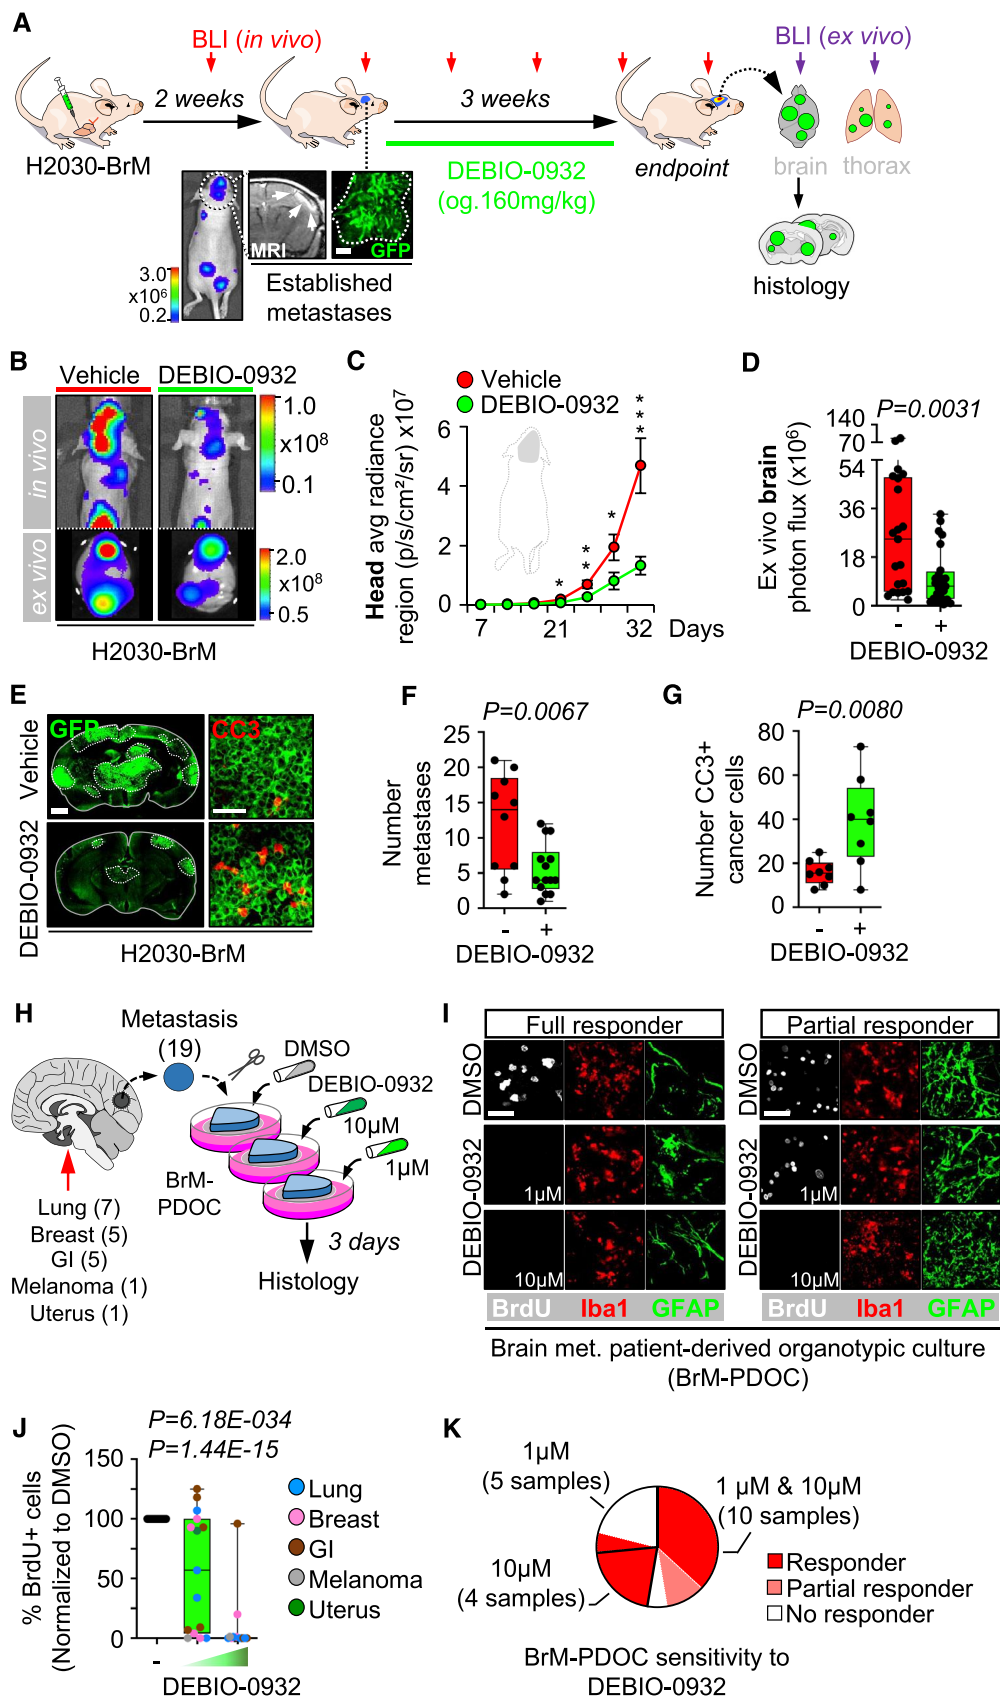 A
BLI (in vivo)
BLI (ex vivo)
2 weeks
3 weeks
H2030-BrM
DEBIO-0932
(og.160mg/kg)
endpoint
brain
thorax
MRI
GFP
3.0
x10⁶
0.2
Established
metastases
histology
B
Vehicle
DEBIO-0932
in vivo
ex vivo
1.0
x10⁸
0.1
2.0
x10⁸
0.5
H2030-BrM
C
Vehicle
DEBIO-0932
Head avg radiance
region (p/s/cm²/sr) x10⁷
6
4
2
0
*
* *
*
* * *
7
21
32
Days
D
P=0.0031
Ex vivo brain
photon flux (x10⁶)
140
70
54
36
18
0
-
+
DEBIO-0932
E
Vehicle
DEBIO-0932
GFP
CC3
H2030-BrM
F
P=0.0067
Number
metastases
25
20
15
10
5
0
-
+
DEBIO-0932
G
P=0.0080
Number CC3+
cancer cells
80
60
40
20
0
-
+
DEBIO-0932
H
Metastasis
(19)
DMSO
DEBIO-0932
10µM
1µM
BrM-
PDOC
Lung (7)
Breast (5)
GI (5)
Melanoma (1)
Uterus (1)
3 days
Histology
I
Full responder
Partial responder
DMSO
DEBIO-0932
1µM
10µM
BrdU
Iba1
GFAP
DMSO
DEBIO-0932
1µM
10µM
BrdU
Iba1
GFAP
Brain met. patient-derived organotypic culture
(BrM-PDOC)
J
P=6.18E-034
P=1.44E-15
% BrdU+ cells
(Normalized to DMSO)
150
100
50
0
-
DEBIO-0932
Lung
Breast
GI
Melanoma
Uterus
K
1µM
(5 samples)
1 µM & 10µM
(10 samples)
10µM
(4 samples)
Responder
Partial responder
No responder
BrM-PDOC sensitivity to
DEBIO-0932